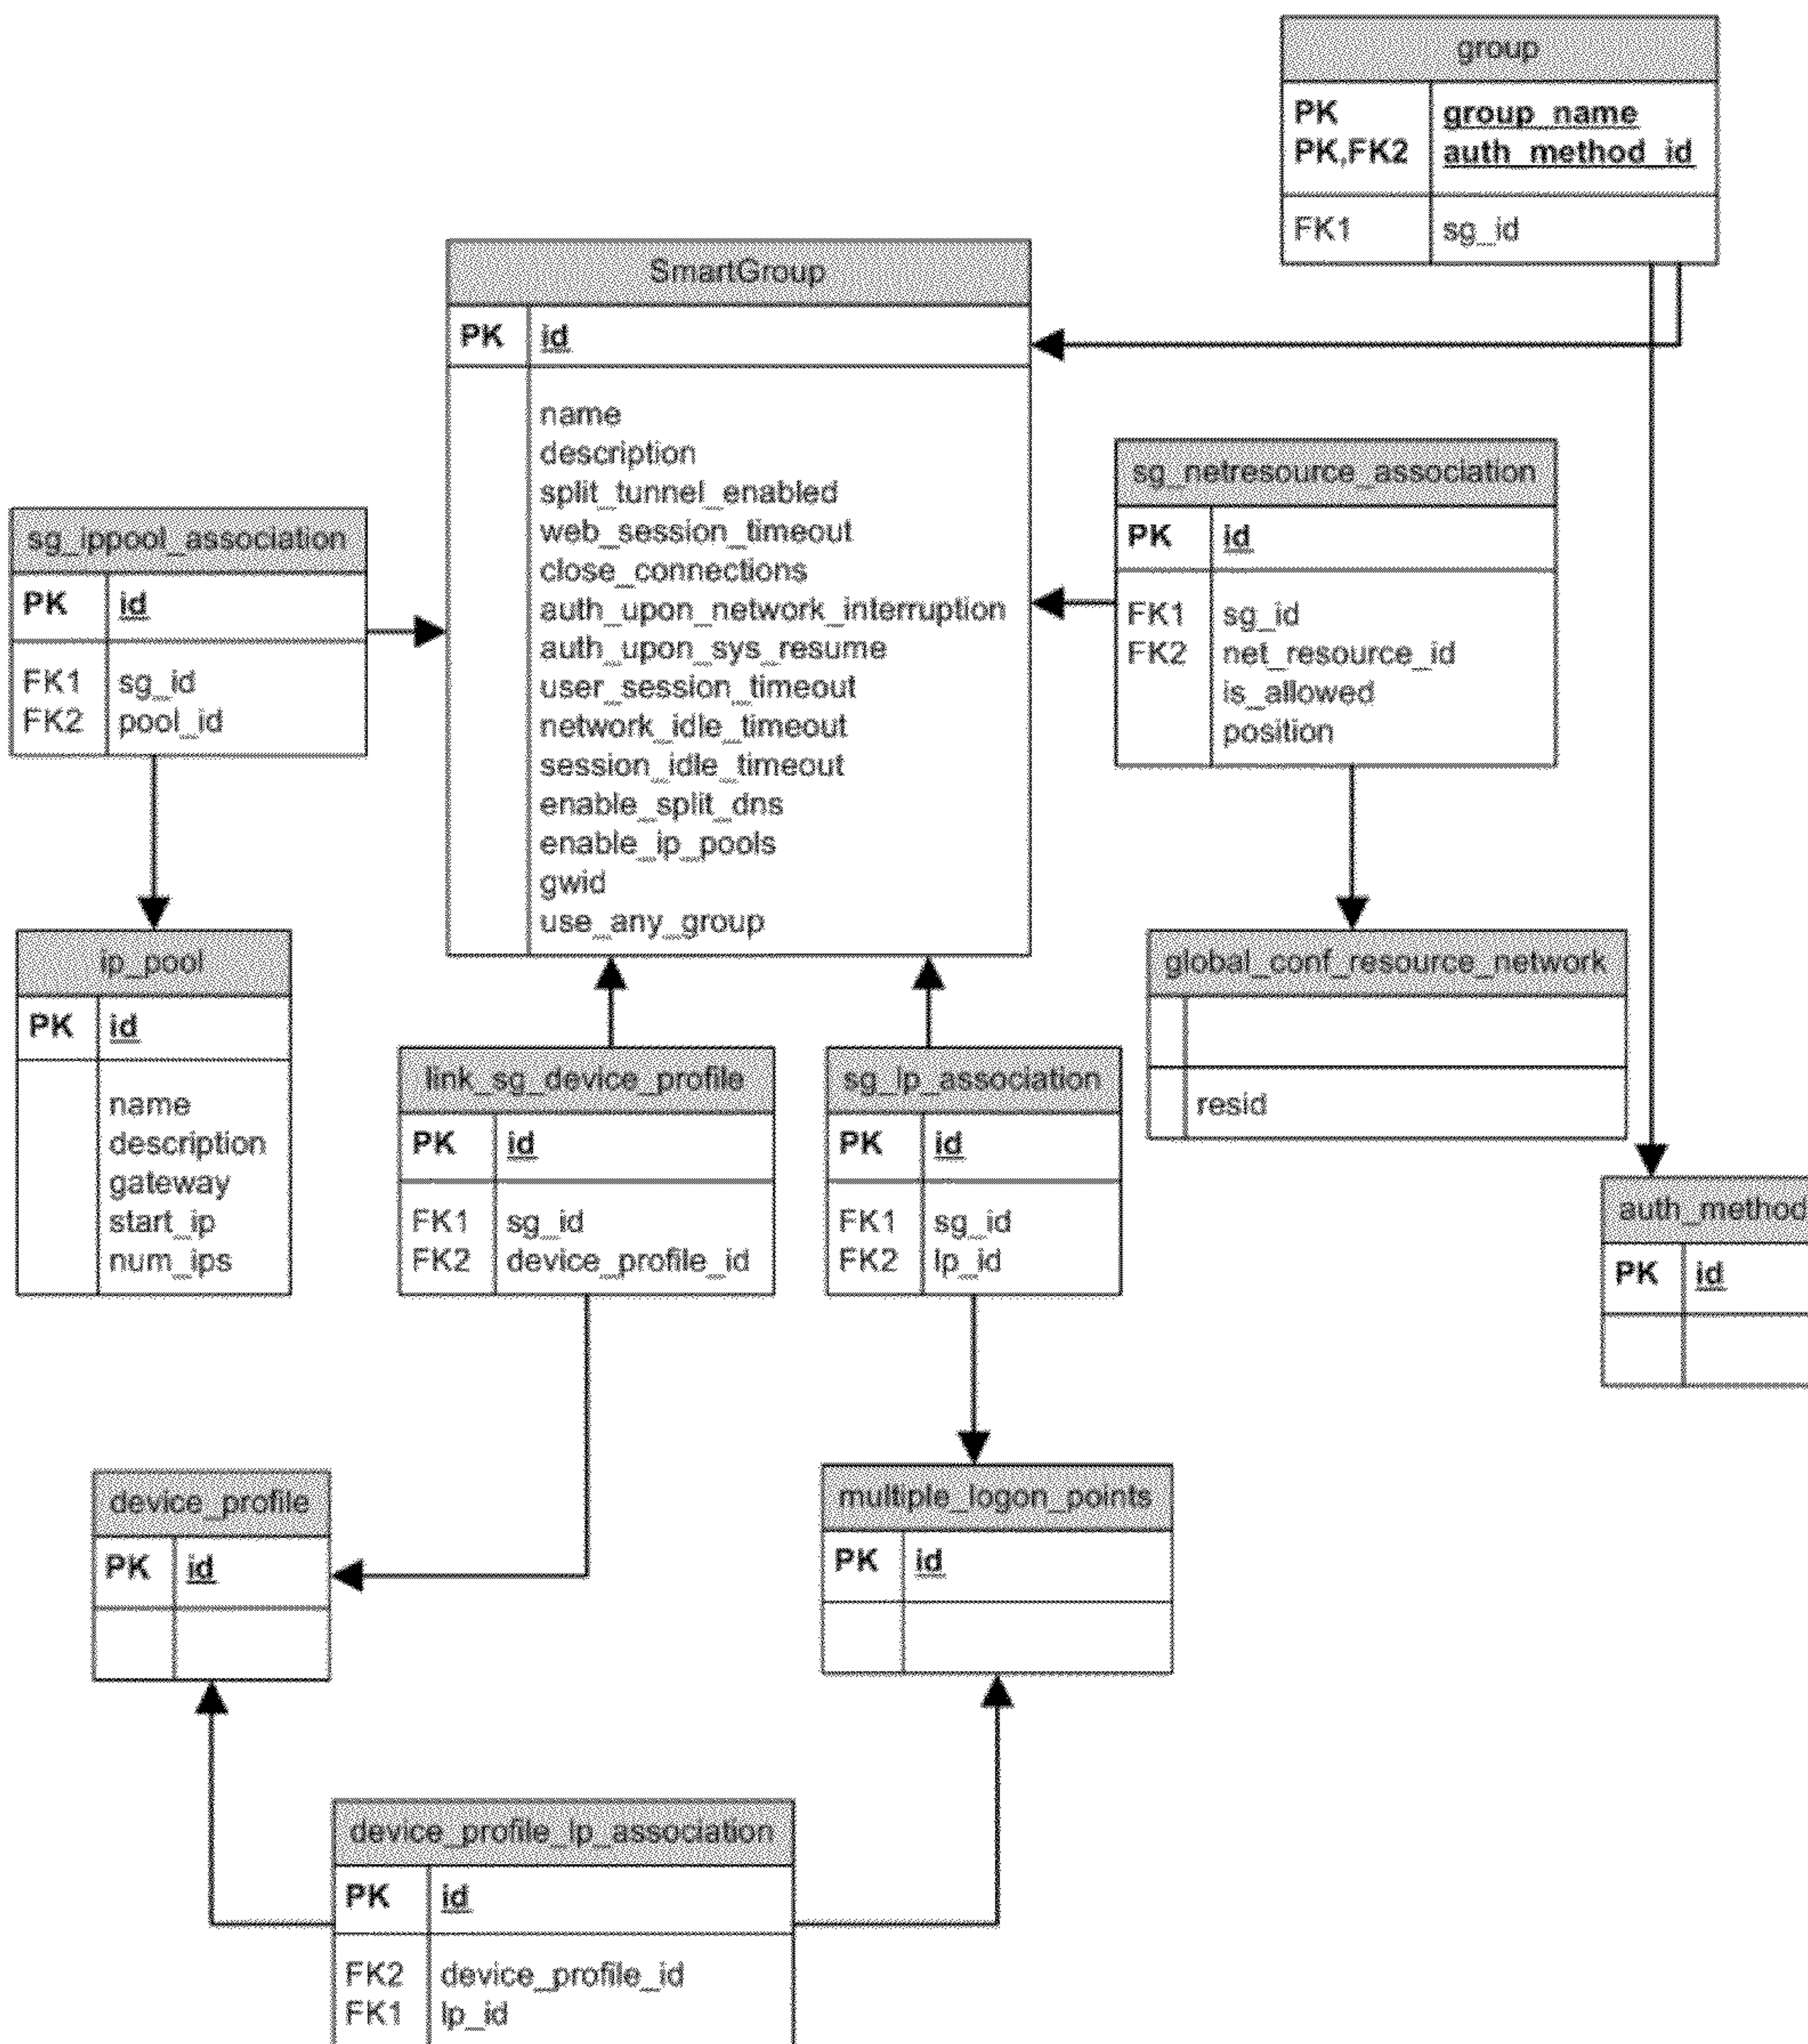 group
PK group_name
PK,FK2 auth_method_id
FK1 sg_id
SmartGroup
PK id
name
description
split_tunnel_enabled
web_session_timeout
close_connections
auth_upon_network_interruption
auth_upon_sys_resume
user_session_timeout
network_idle_timeout
session_idle_timeout
enable_split_dns
enable_ip_pools
gwid
use_any_group
sg_netresource_association
PK id
FK1 sg_id
FK2 net_resource_id
is_allowed
position
sg_ippool_association
PK id
FK1 sg_id
FK2 pool_id
ip_pool
PK id
name
description
gateway
start_ip
num_ips
global_conf_resource_network
resid
link_sg_device_profile
PK id
FK1 sg_id
FK2 device_profile_id
sg_lp_association
PK id
FK1 sg_id
FK2 lp_id
auth_method
PK id
device_profile
PK id
multiple_logon_points
PK id
device_profile_lp_association
PK id
FK2 device_profile_id
FK1 lp_id